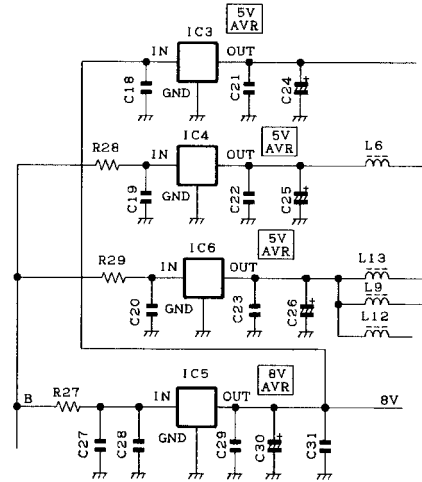 5V
AVR
IC3
IN
OUT
GND
C18
C21
C24
5V
AVR
R28
IC4
IN
OUT
GND
C19
C22
C25
L6
5V
AVR
R29
IC6
IN
OUT
GND
C20
C23
C26
L13
L9
L12
8V
AVR
B
R27
IC5
IN
OUT
GND
C27
C28
C29
C30
C31
8V